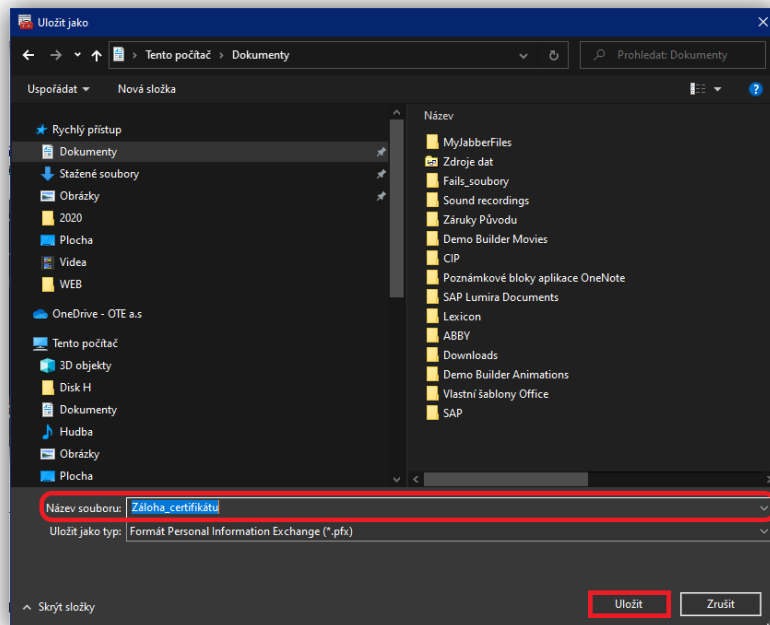 Uložit jako
Tento počítač > Dokumenty
Prohledat: Dokumenty
Uspořádat
Nová složka
Rychlý přístup
Dokumenty
Stažené soubory
Obrázky
2020
Plocha
Videa
WEB
OneDrive - OTE a.s
Tento počítač
3D objekty
Disk H
Dokumenty
Hudba
Obrázky
Plocha
Název
MyJabberFiles
Zdroje dat
Fails_soubory
Sound recordings
Záruky Původu
Demo Builder Movies
CIP
Poznámkové bloky aplikace OneNote
SAP Lumira Documents
Lexicon
ABBY
Downloads
Demo Builder Animations
Vlastní šablony Office
SAP
Název souboru: Záloha_certifikátu
Uložit jako typ: Formát Personal Information Exchange (*.pfx)
Skrýt složky
Uložit
Zrušit